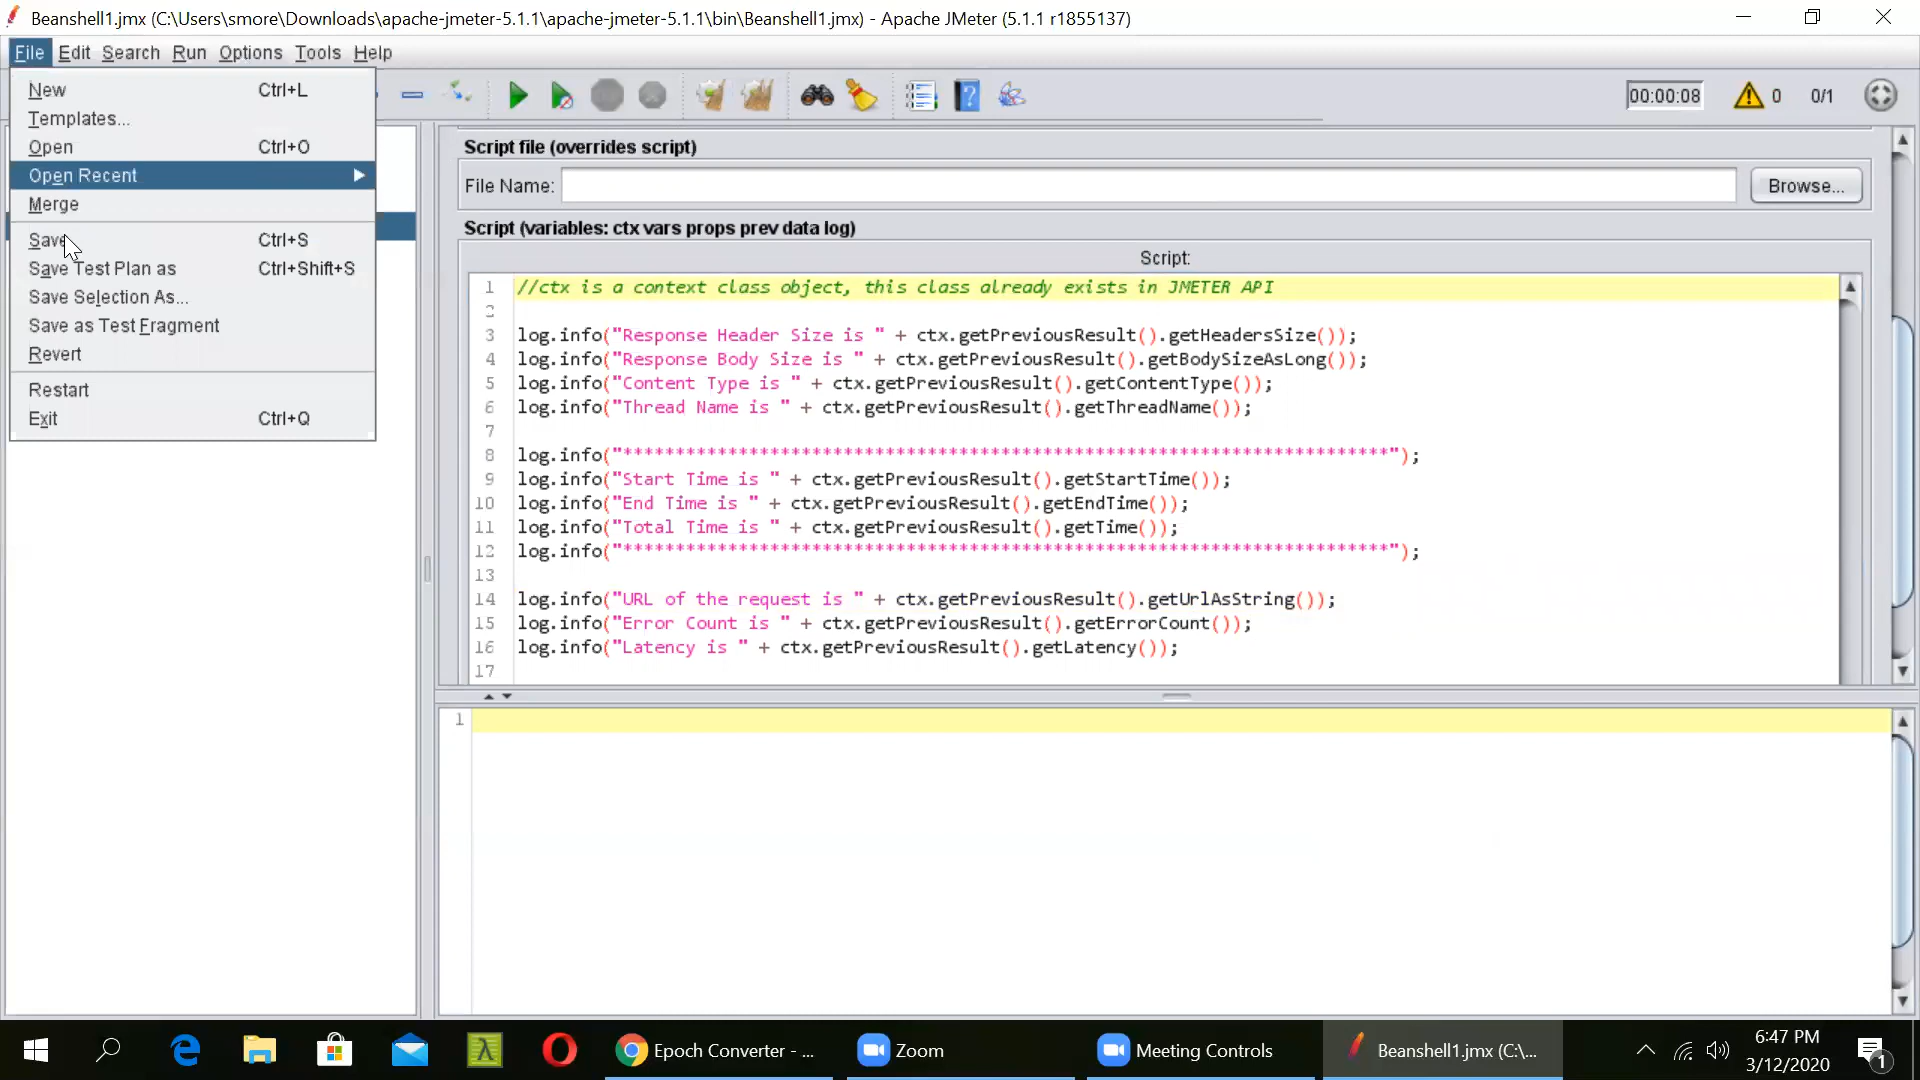 Beanshell1.jmx (C:\Users\smore\Downloads\apache-jmeter-5.1.1\apache-jmeter-5.1.1\bin\Beanshell1.jmx) - Apache JMeter (5.1.1 r1855137)
File Edit Search Run Options Tools Help
New Ctrl+L
Templates...
Open Ctrl+O
Open Recent
Merge
Save Ctrl+S
Save Test Plan as Ctrl+Shift+S
Save Selection As...
Save as Test Fragment
Revert
Restart
Exit Ctrl+Q
00:00:08 0 0/1
Script file (overrides script)
File Name: Browse...
Script (variables: ctx vars props prev data log)
Script:
1 //ctx is a context class object, this class already exists in JMETER API
2
3 log.info("Response Header Size is " + ctx.getPreviousResult().getHeadersSize());
4 log.info("Response Body Size is " + ctx.getPreviousResult().getBodySizeAsLong());
5 log.info("Content Type is " + ctx.getPreviousResult().getContentType());
6 log.info("Thread Name is " + ctx.getPreviousResult().getThreadName());
7
8 log.info("*************************************************************************");
9 log.info("Start Time is " + ctx.getPreviousResult().getStartTime());
10 log.info("End Time is " + ctx.getPreviousResult().getEndTime());
11 log.info("Total Time is " + ctx.getPreviousResult().getTime());
12 log.info("*************************************************************************");
13
14 log.info("URL of the request is " + ctx.getPreviousResult().getUrlAsString());
15 log.info("Error Count is " + ctx.getPreviousResult().getErrorCount());
16 log.info("Latency is " + ctx.getPreviousResult().getLatency());
17
1
Epoch Converter - ... Zoom Meeting Controls Beanshell1.jmx (C:\...
6:47 PM
3/12/2020
1